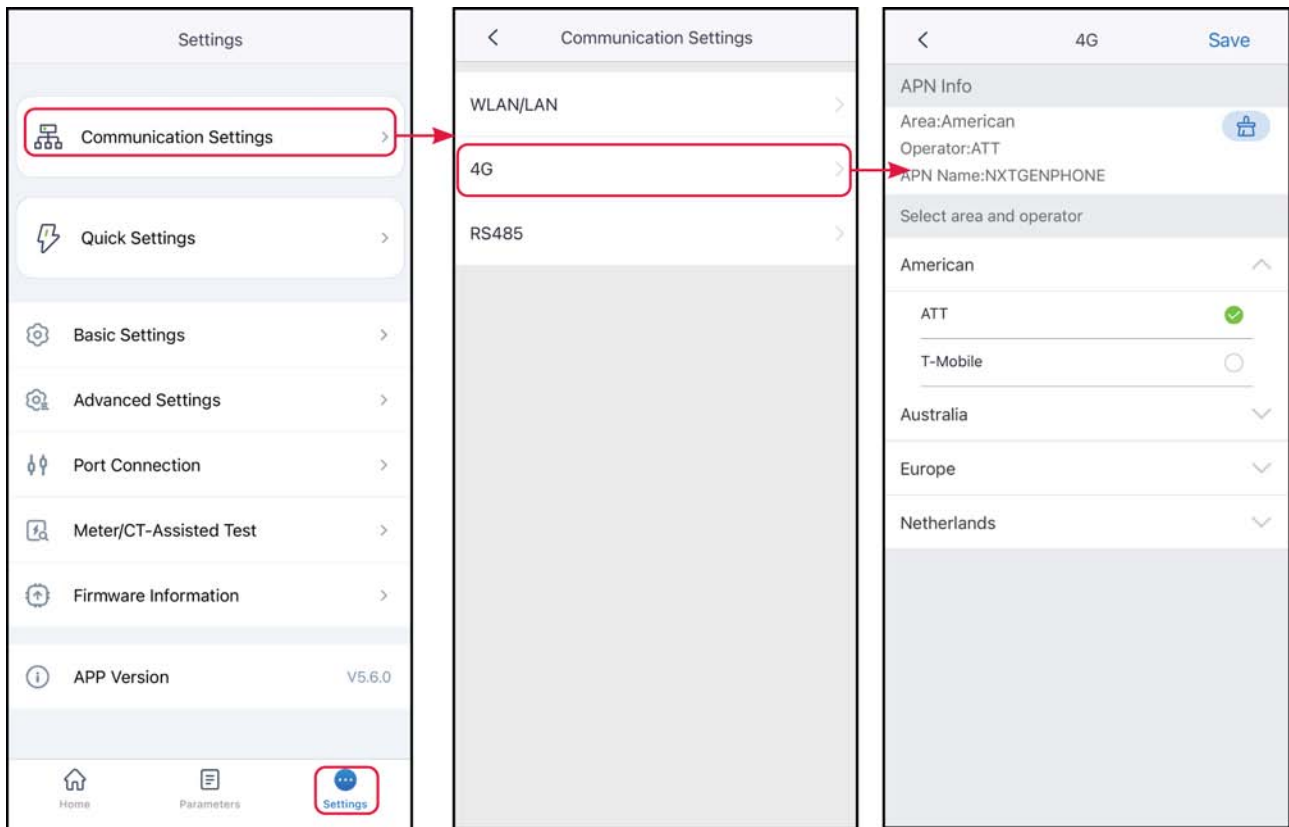 Settings
Communication Settings
Quick Settings
Basic Settings
Advanced Settings
Port Connection
Meter/CT-Assisted Test
Firmware Information
APP Version V5.6.0
Home Parameters Settings
Communication Settings
WLAN/LAN
4G
RS485
4G Save
APN Info
Area:American
Operator:ATT
APN Name:NXTGENPHONE
Select area and operator
American
ATT
T-Mobile
Australia
Europe
Netherlands